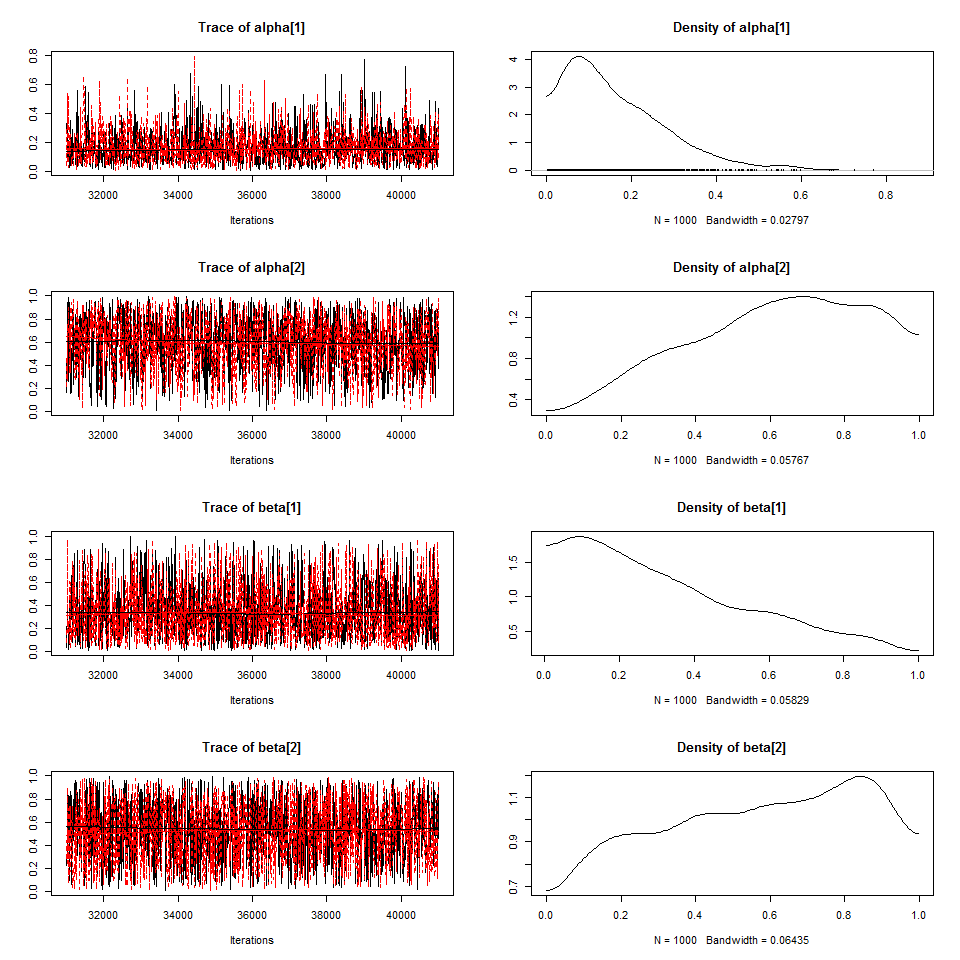 Trace of alpha[1]
0.0 0.2 0.4 0.6 0.8
32000 34000 36000 38000 40000
Iterations
Density of alpha[1]
0 1 2 3 4
0.0 0.2 0.4 0.6 0.8
N = 1000 Bandwidth = 0.02797
Trace of alpha[2]
0.0 0.2 0.4 0.6 0.8 1.0
32000 34000 36000 38000 40000
Iterations
Density of alpha[2]
0.4 0.8 1.2
0.0 0.2 0.4 0.6 0.8 1.0
N = 1000 Bandwidth = 0.05767
Trace of beta[1]
0.0 0.2 0.4 0.6 0.8 1.0
32000 34000 36000 38000 40000
Iterations
Density of beta[1]
0.5 1.0 1.5
0.0 0.2 0.4 0.6 0.8 1.0
N = 1000 Bandwidth = 0.05829
Trace of beta[2]
0.0 0.2 0.4 0.6 0.8 1.0
32000 34000 36000 38000 40000
Iterations
Density of beta[2]
0.7 0.9 1.1
0.0 0.2 0.4 0.6 0.8 1.0
N = 1000 Bandwidth = 0.06435